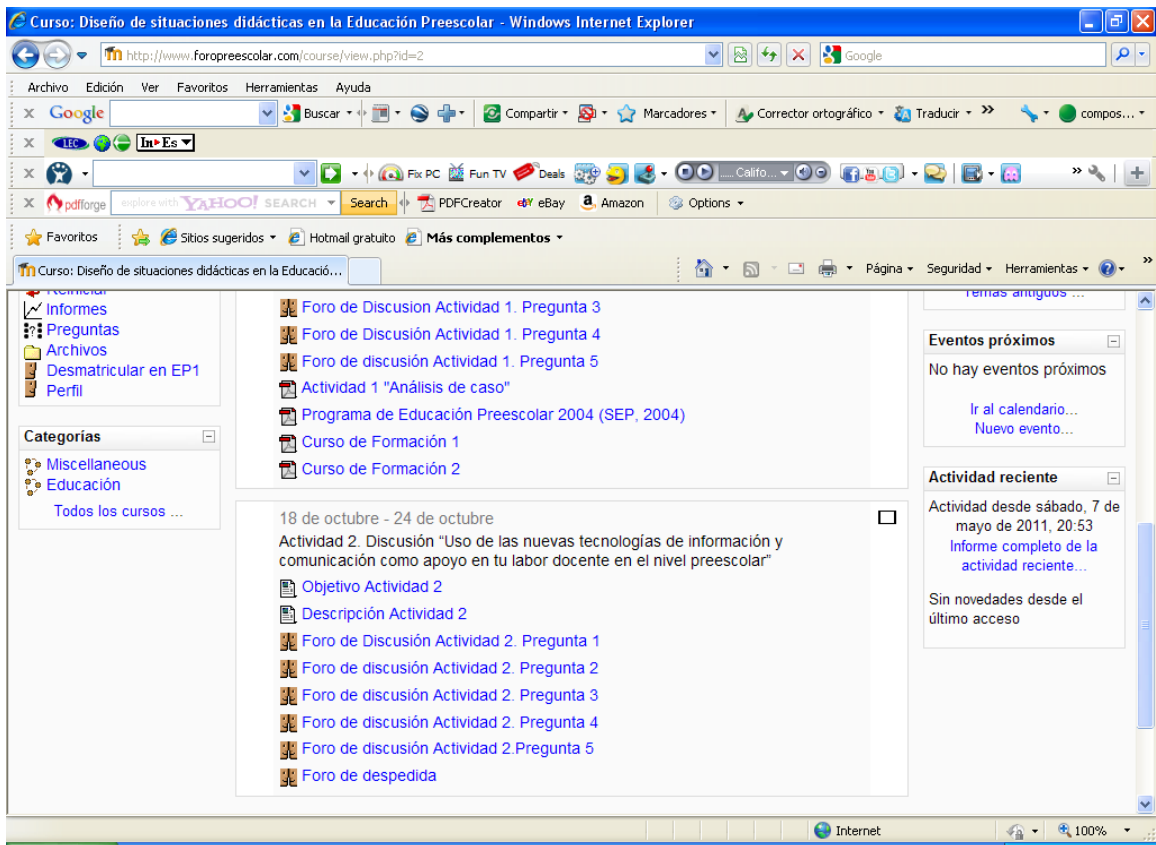 Curso: Diseño de situaciones didácticas en la Educación Preescolar - Windows Internet Explorer
http://www.foropreescolar.com/course/view.php?id=2
Google
Archivo Edición Ver Favoritos Herramientas Ayuda
x Google Buscar Compartir Marcadores Corrector ortográfico Traducir » compos...
x LEC In▸Es
x Fix PC Fun TV Deals .... Califo... »
x pdfforge explore with YAHOO! SEARCH Search PDFCreator eBY eBay Amazon Options
Favoritos Sitios sugeridos Hotmail gratuito Más complementos
Curso: Diseño de situaciones didácticas en la Educació... Página Seguridad Herramientas »
Reiniciar
Informes
Preguntas
Archivos
Desmatricular en EP1
Perfil
Categorías
Miscellaneous
Educación
Todos los cursos ...
Foro de Discusion Actividad 1. Pregunta 3
Foro de Discusión Actividad 1. Pregunta 4
Foro de discusión Actividad 1. Pregunta 5
Actividad 1 "Análisis de caso"
Programa de Educación Preescolar 2004 (SEP, 2004)
Curso de Formación 1
Curso de Formación 2
18 de octubre - 24 de octubre
Actividad 2. Discusión “Uso de las nuevas tecnologías de información y
comunicación como apoyo en tu labor docente en el nivel preescolar”
Objetivo Actividad 2
Descripción Actividad 2
Foro de Discusión Actividad 2. Pregunta 1
Foro de discusión Actividad 2. Pregunta 2
Foro de discusión Actividad 2. Pregunta 3
Foro de discusión Actividad 2. Pregunta 4
Foro de discusión Actividad 2.Pregunta 5
Foro de despedida
Temas antiguos ...
Eventos próximos
No hay eventos próximos
Ir al calendario...
Nuevo evento...
Actividad reciente
Actividad desde sábado, 7 de
mayo de 2011, 20:53
Informe completo de la
actividad reciente...
Sin novedades desde el
último acceso
Internet 100%